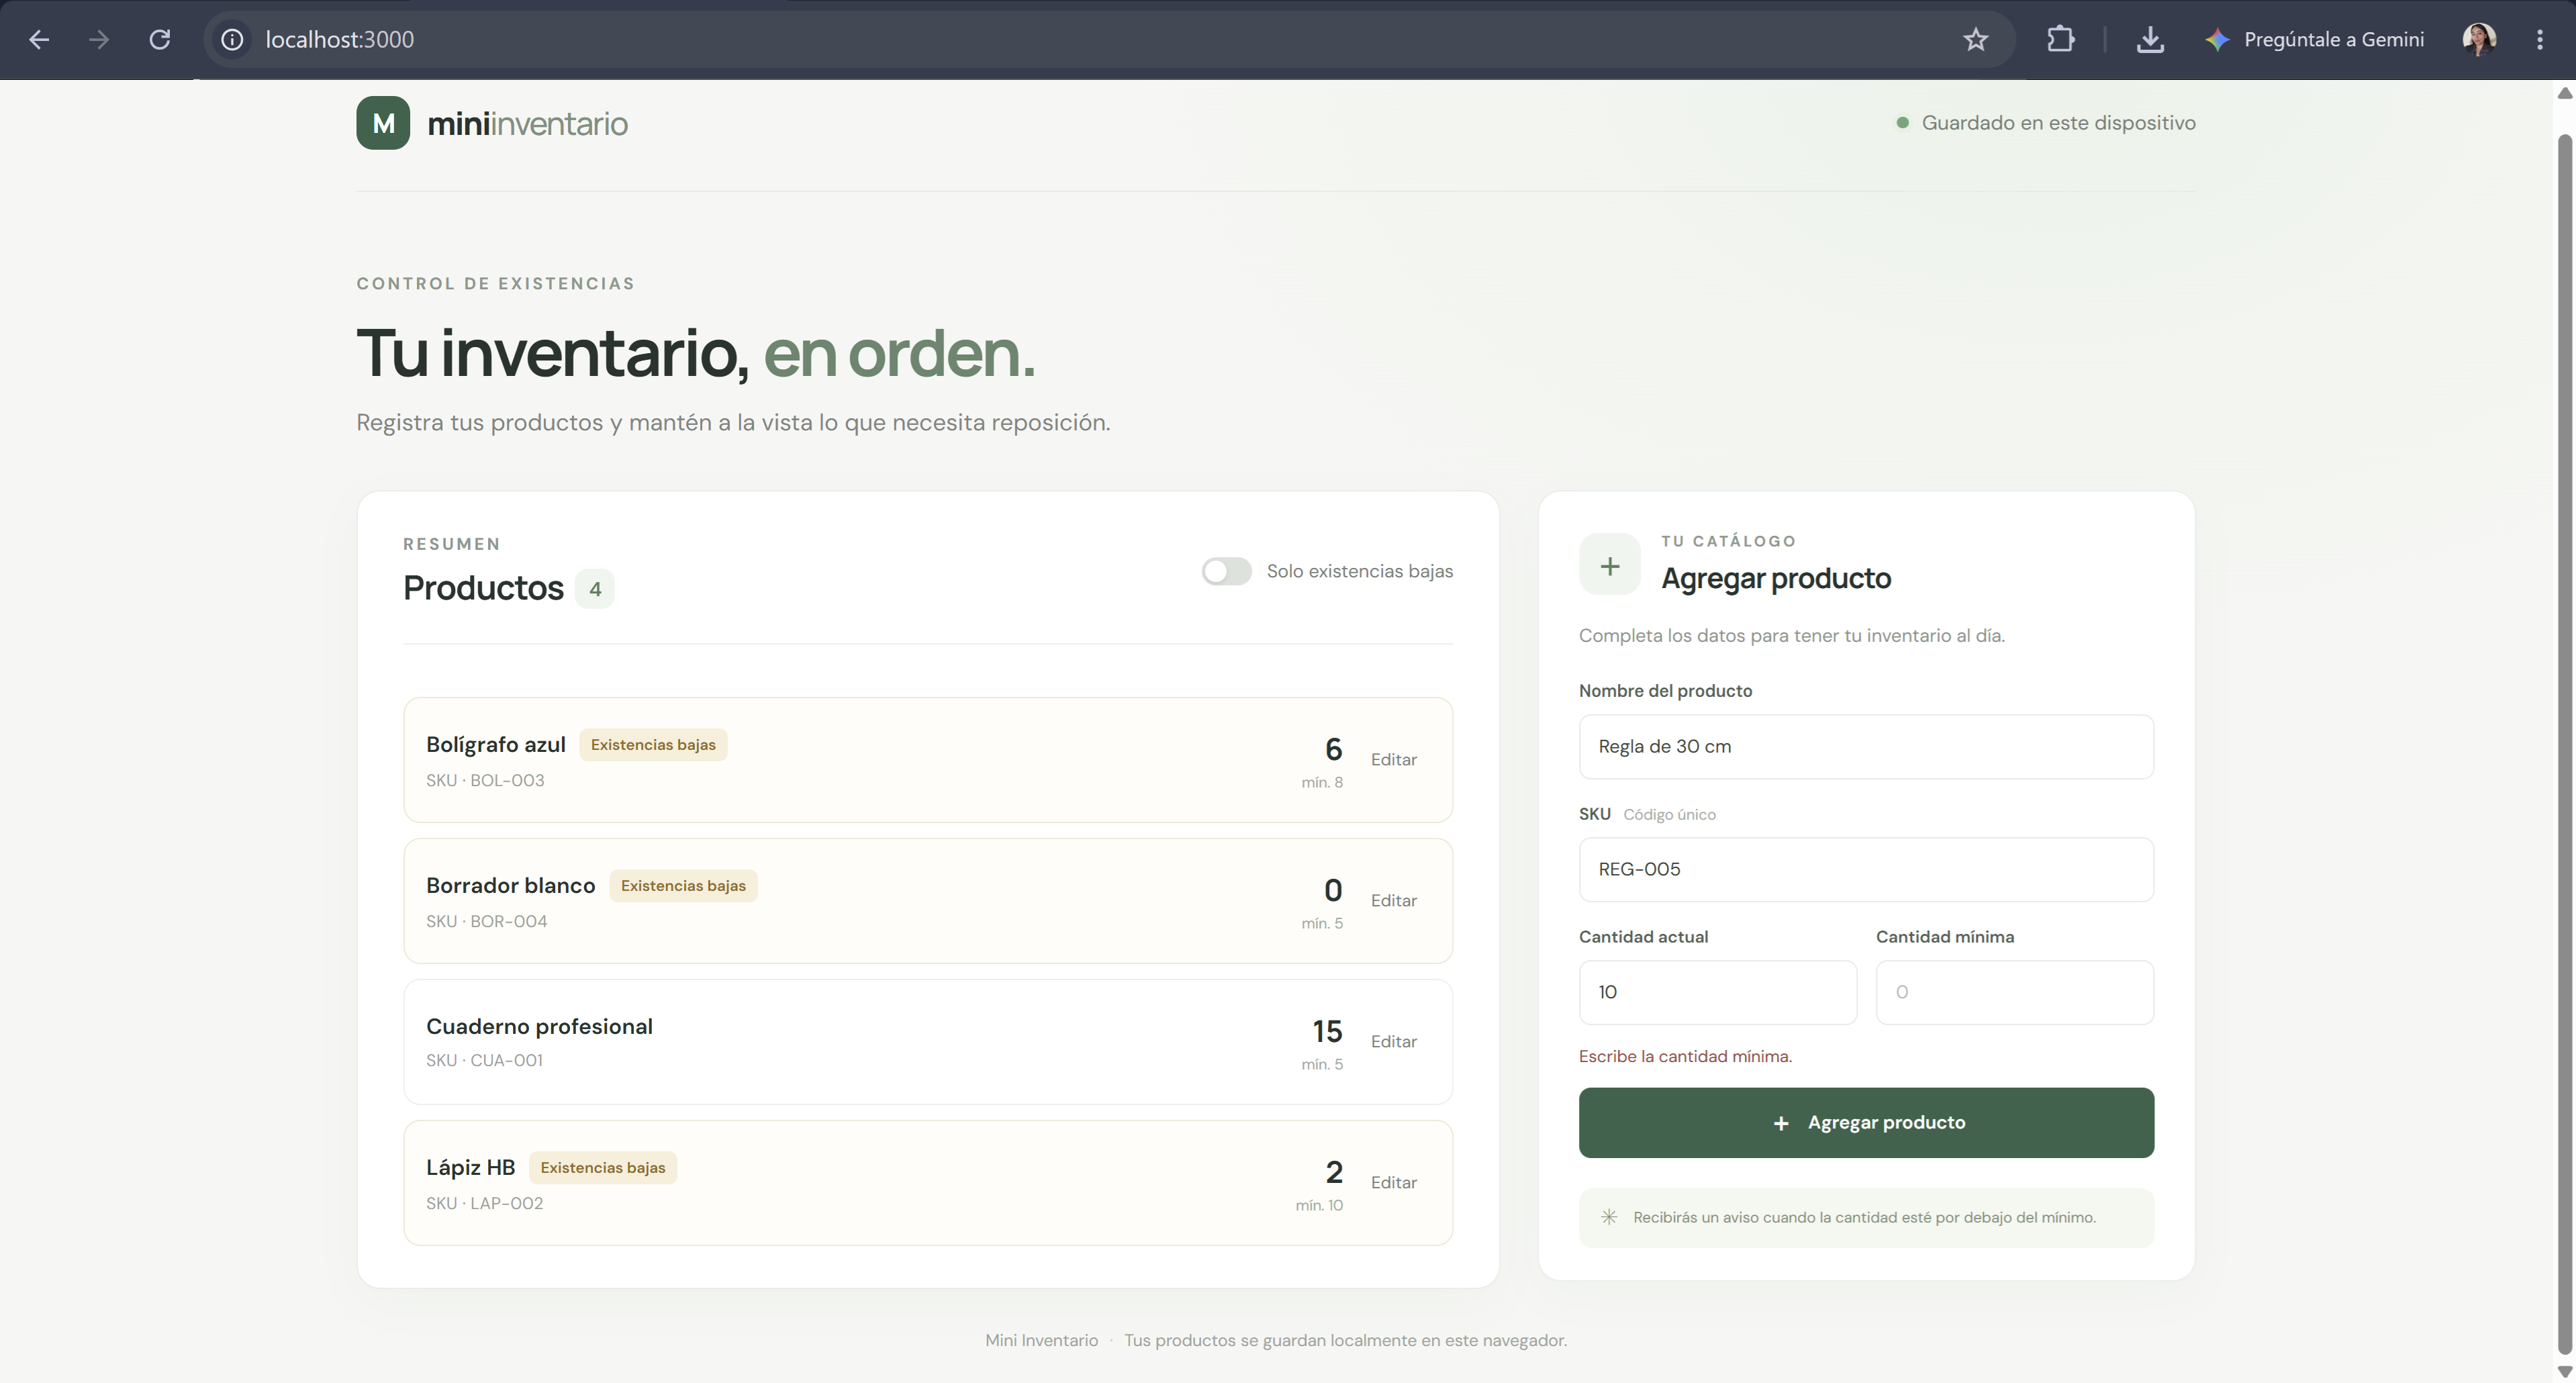 localhost:3000
Pregúntale a Gemini
M
miniinventario
Guardado en este dispositivo
CONTROL DE EXISTENCIAS
Tu inventario, en orden.
Registra tus productos y mantén a la vista lo que necesita reposición.
RESUMEN
Productos 4
Solo existencias bajas
Bolígrafo azul Existencias bajas
SKU · BOL-003
6
mín. 8
Editar
Borrador blanco Existencias bajas
SKU · BOR-004
0
mín. 5
Editar
Cuaderno profesional
SKU · CUA-001
15
mín. 5
Editar
Lápiz HB Existencias bajas
SKU · LAP-002
2
mín. 10
Editar
+
TU CATÁLOGO
Agregar producto
Completa los datos para tener tu inventario al día.
Nombre del producto
Regla de 30 cm
SKU Código único
REG-005
Cantidad actual
10
Cantidad mínima
0
Escribe la cantidad mínima.
+ Agregar producto
Recibirás un aviso cuando la cantidad esté por debajo del mínimo.
Mini Inventario · Tus productos se guardan localmente en este navegador.